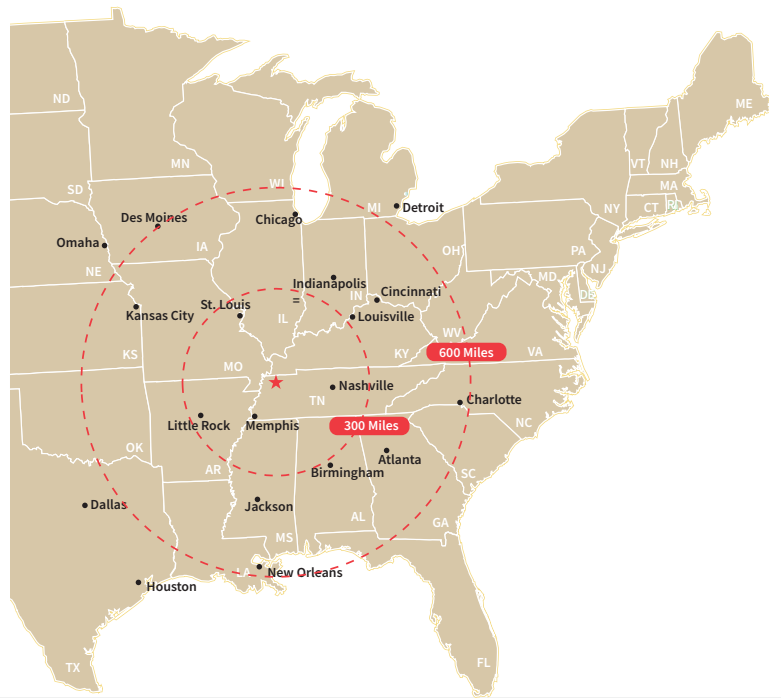 ND
ME
MN
VT
NH
WI
SD
MA
MI
Detroit
NY
CT
RI
Des Moines
Chicago
Omaha
IA
OH
PA
NE
NJ
MD
Indianapolis
IN
Cincinnati
DE
St. Louis
=
Kansas City
IL
Louisville
WV
KS
KY
600 Miles
VA
MO
Nashville
TN
Charlotte
Little Rock
Memphis
300 Miles
NC
OK
Atlanta
AR
Birmingham
SC
Dallas
Jackson
AL
GA
MS
LA
New Orleans
Houston
TX
FL